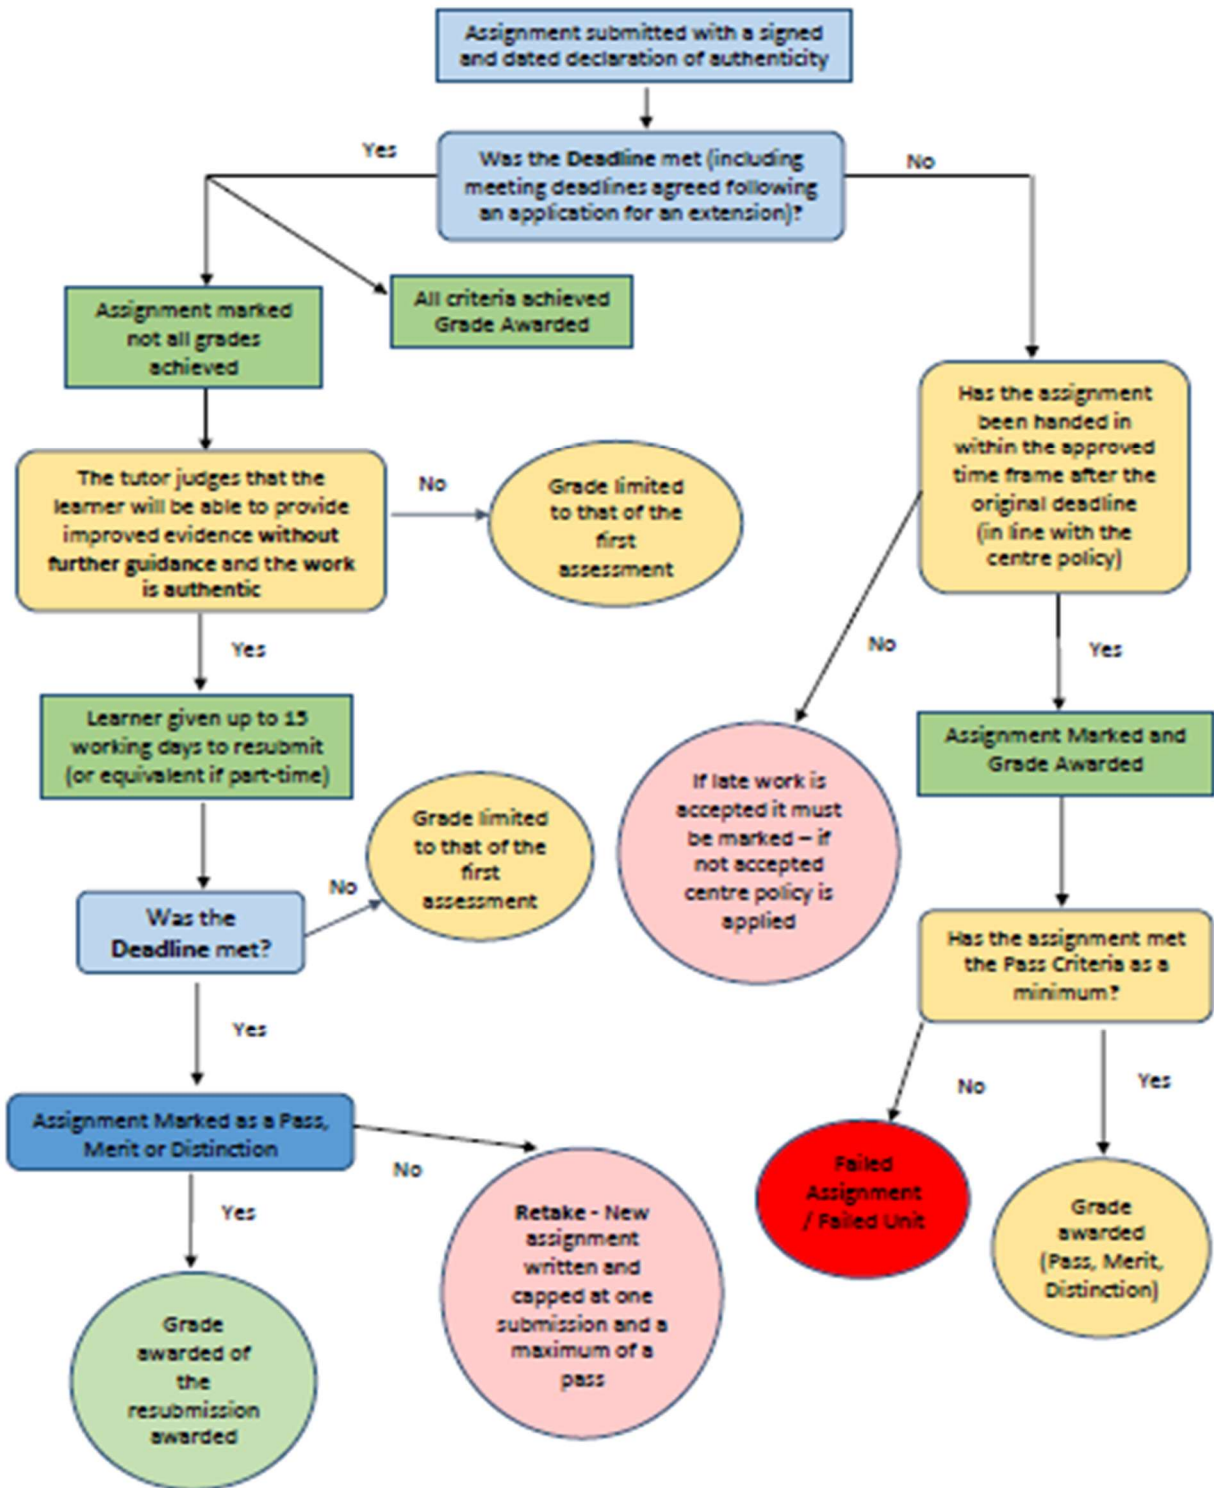 Assignment submitted with a signed
and dated declaration of authenticity
Yes
Was the Deadline met (including
meeting deadlines agreed following
an application for an extension)?
No
Assignment marked
not all grades
achieved
All criteria achieved
Grade Awarded
Has the assignment
been handed in
within the approved
time frame after the
original deadline
(in line with the
centre policy)
The tutor judges that the
learner will be able to provide
improved evidence without
further guidance and the work
is authentic
No
Grade limited
to that of the
first
assessment
Yes
No
Yes
Learner given up to 15
working days to resubmit
(or equivalent if part-time)
If late work is
accepted it must
be marked – if
not accepted
centre policy is
applied
Assignment Marked and
Grade Awarded
Grade limited
to that of the
first
assessment
No
Was the
Deadline met?
Has the assignment met
the Pass Criteria as a
minimum?
Yes
No
Yes
Assignment Marked as a Pass,
Merit or Distinction
No
Yes
Retake - New
assignment
written and
capped at one
submission and a
maximum of a
pass
Failed
Assignment
/ Failed Unit
Grade
awarded
(Pass, Merit,
Distinction)
Grade
awarded of
the
resubmission
awarded